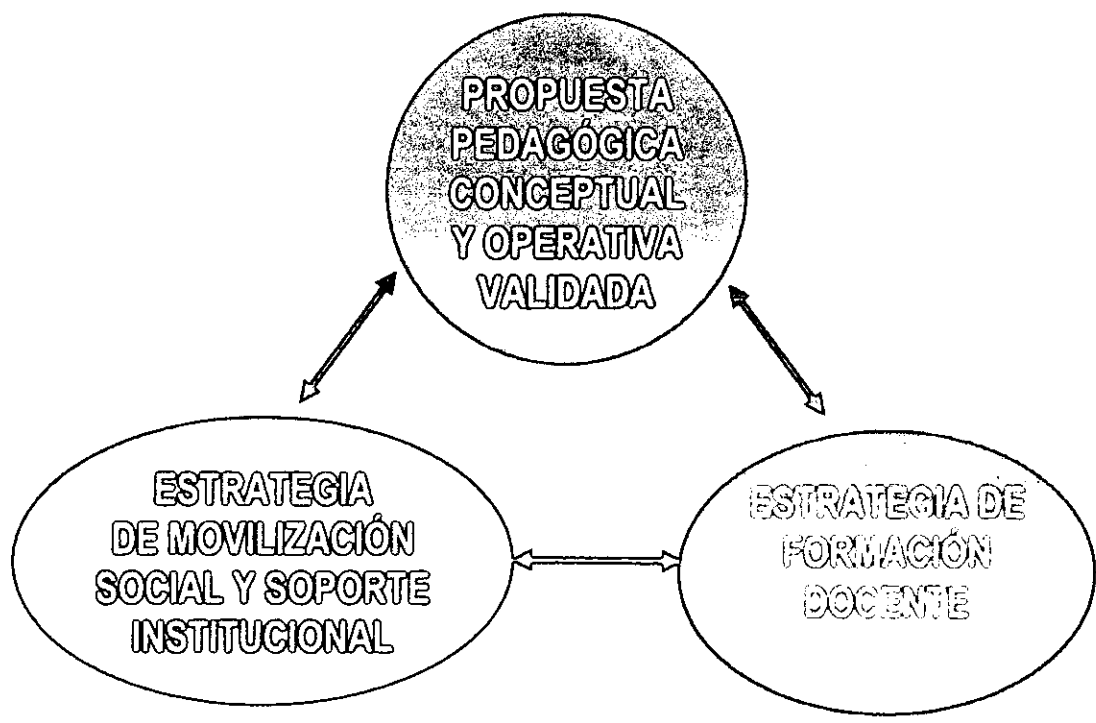 PROPUESTA
PEDAGÓGICA
CONCEPTUAL
Y OPERATIVA
VALIDADA
ESTRATEGIA
DE MOVILIZACIÓN
SOCIAL Y SOPORTE
INSTITUCIONAL
ESTRATEGIA DE
FORMACIÓN
DOCENTE